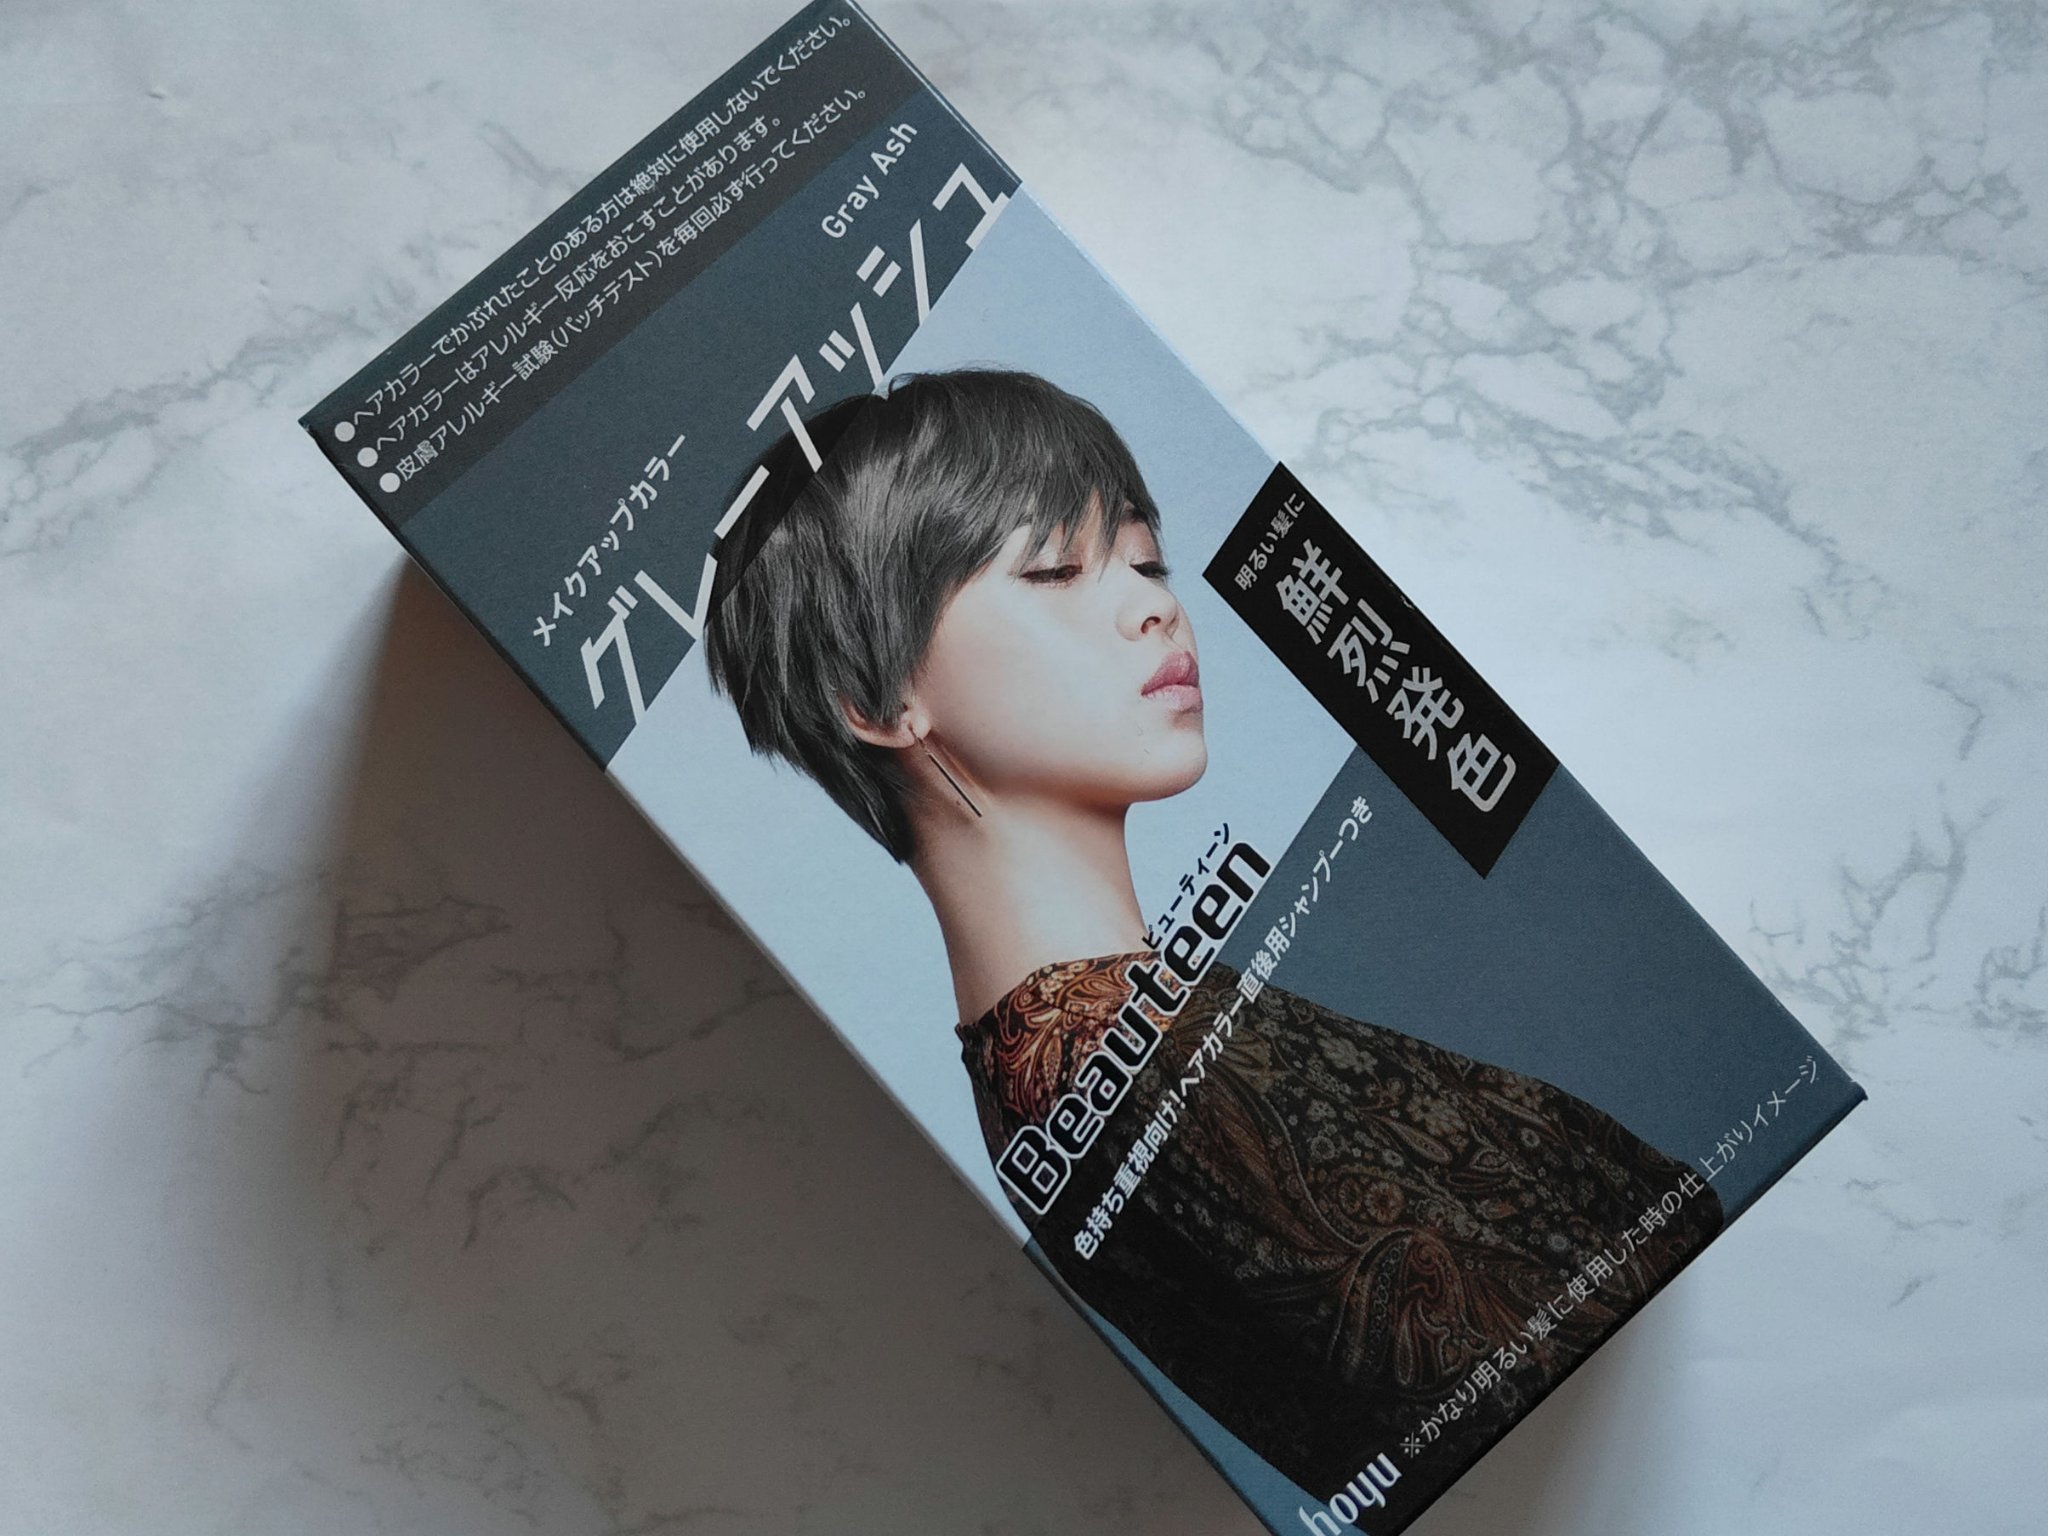 ●ヘアカラーでかぶれたことのある方は絶対に使用しないでください。
●ヘアカラーはアレルギー反応をおこすことがあります。
●皮膚アレルギー試験(パッチテスト)を毎回必ず行ってください。
Gray Ash
メイクアップカラー
グレーアッシュ
明るい髪に
鮮烈発色
ビューティーン
Beauteen
色持ち重視向け!ヘアカラー直後用シャンプーつき
※かなり明るい髪に使用した時の仕上がりイメージ
hoyu